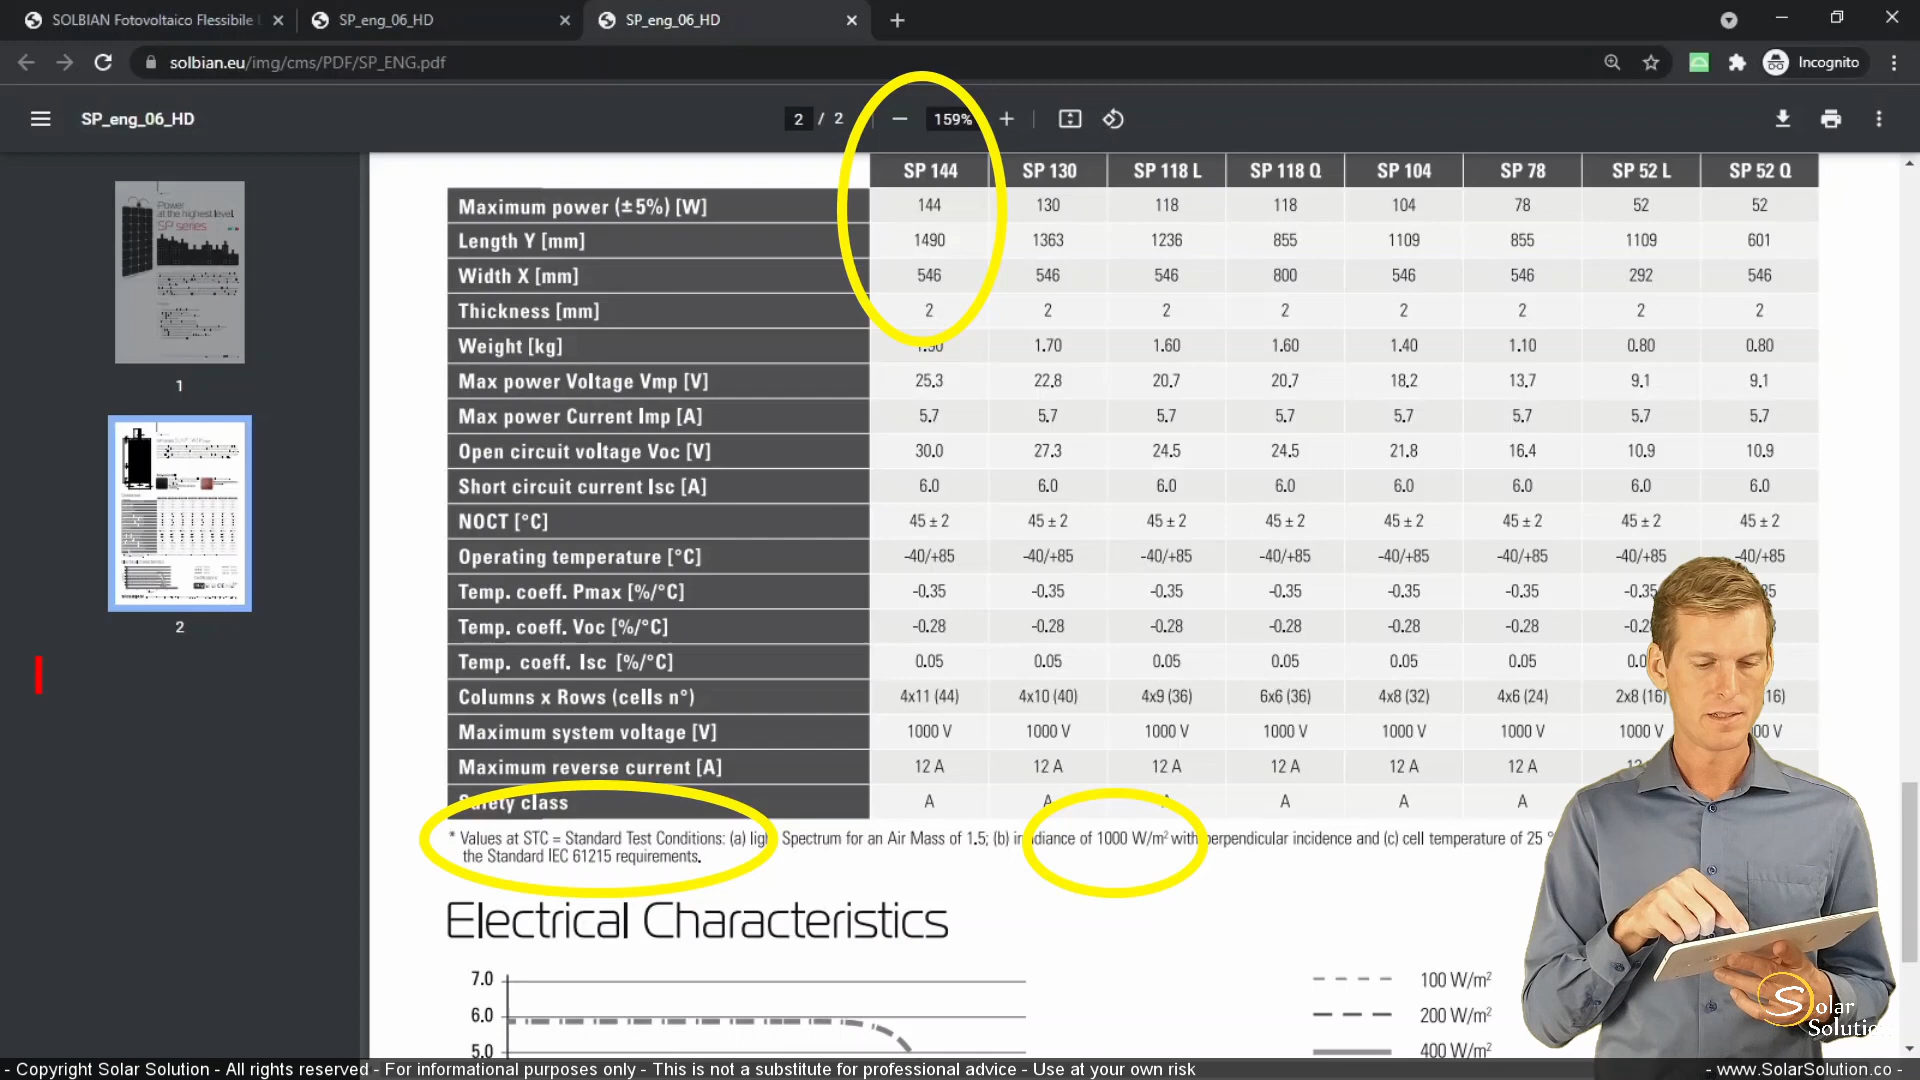 SOLBIAN Fotovoltaico Flessibile
SP_eng_06_HD
SP_eng_06_HD
solbian.eu/img/cms/PDF/SP_ENG.pdf
Incognito
SP_eng_06_HD
2 / 2
159%
SP 144 SP 130 SP 118 L SP 118 Q SP 104 SP 78 SP 52 L SP 52 Q
Maximum power (±5%) [W] 144 130 118 118 104 78 52 52
Length Y [mm] 1490 1363 1236 855 1109 855 1109 601
Width X [mm] 546 546 546 800 546 546 292 546
Thickness [mm] 2 2 2 2 2 2 2 2
Weight [kg] 1.70 1.60 1.60 1.40 1.10 0.80 0.80
Max power Voltage Vmp [V] 25.3 22.8 20.7 20.7 18.2 13.7 9.1 9.1
Max power Current Imp [A] 5.7 5.7 5.7 5.7 5.7 5.7 5.7 5.7
Open circuit voltage Voc [V] 30.0 27.3 24.5 24.5 21.8 16.4 10.9 10.9
Short circuit current Isc [A] 6.0 6.0 6.0 6.0 6.0 6.0 6.0 6.0
NOCT [°C] 45 ± 2 45 ± 2 45 ± 2 45 ± 2 45 ± 2 45 ± 2 45 ± 2 45 ± 2
Operating temperature [°C] -40/+85 -40/+85 -40/+85 -40/+85 -40/+85 -40/+85 -40/+85 -40/+85
Temp. coeff. Pmax [%/°C] -0.35 -0.35 -0.35 -0.35 -0.35 -0.35 -0.35
Temp. coeff. Voc [%/°C] -0.28 -0.28 -0.28 -0.28 -0.28 -0.28
Temp. coeff. Isc [%/°C] 0.05 0.05 0.05 0.05 0.05 0.05
Columns x Rows (cells n°) 4x11 (44) 4x10 (40) 4x9 (36) 6x6 (36) 4x8 (32) 4x6 (24) 2x8 (16) 16)
Maximum system voltage [V] 1000 V 1000 V 1000 V 1000 V 1000 V 1000 V 1000 V
Maximum reverse current [A] 12 A 12 A 12 A 12 A 12 A 12 A
Safety class A A A A A A
* Values at STC = Standard Test Conditions: (a) light Spectrum for an Air Mass of 1.5; (b) irradiance of 1000 W/m² with perpendicular incidence and (c) cell temperature of 25 °
the Standard IEC 61215 requirements.
Electrical Characteristics
7.0
6.0
5.0
100 W/m²
200 W/m²
400 W/m²
1
2
Solar
Solution
- Copyright Solar Solution - All rights reserved - For informational purposes only - This is not a substitute for professional advice - Use at your own risk
- www.SolarSolution.co -